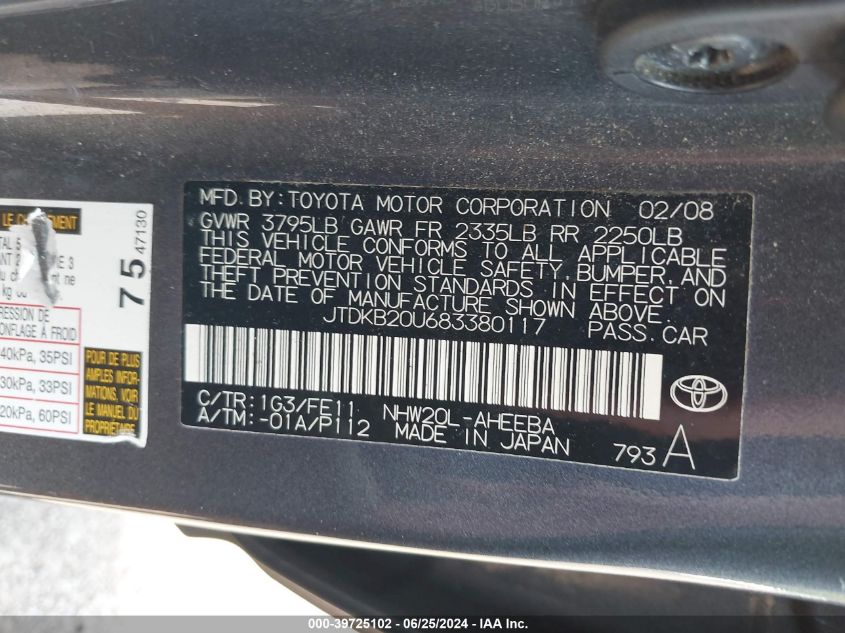 MFD. BY: TOYOTA MOTOR CORPORATION 02/08
GVWR 3795LB GAWR FR 2335LB RR 2250LB
THIS VEHICLE CONFORMS TO ALL APPLICABLE
FEDERAL MOTOR VEHICLE SAFETY, BUMPER, AND
THEFT PREVENTION STANDARDS IN EFFECT ON
THE DATE OF MANUFACTURE SHOWN ABOVE.
JTDKB20U683380117 PASS. CAR
C/TR: 1G3/FE11 NHW20L-AHEEBA
A/TM: -01A/P112 MADE IN JAPAN
793 A
LE
75 47130
À FROID
40kPa, 35PSI
30kPa, 33PSI
20kPa, 60PSI
POUR DE PLUS
AMPLES INFOR-
MATIONS, VOIR
LE MANUEL DU
PROPRIÉTAIRE
000-39725102 - 06/25/2024 - IAAI.com